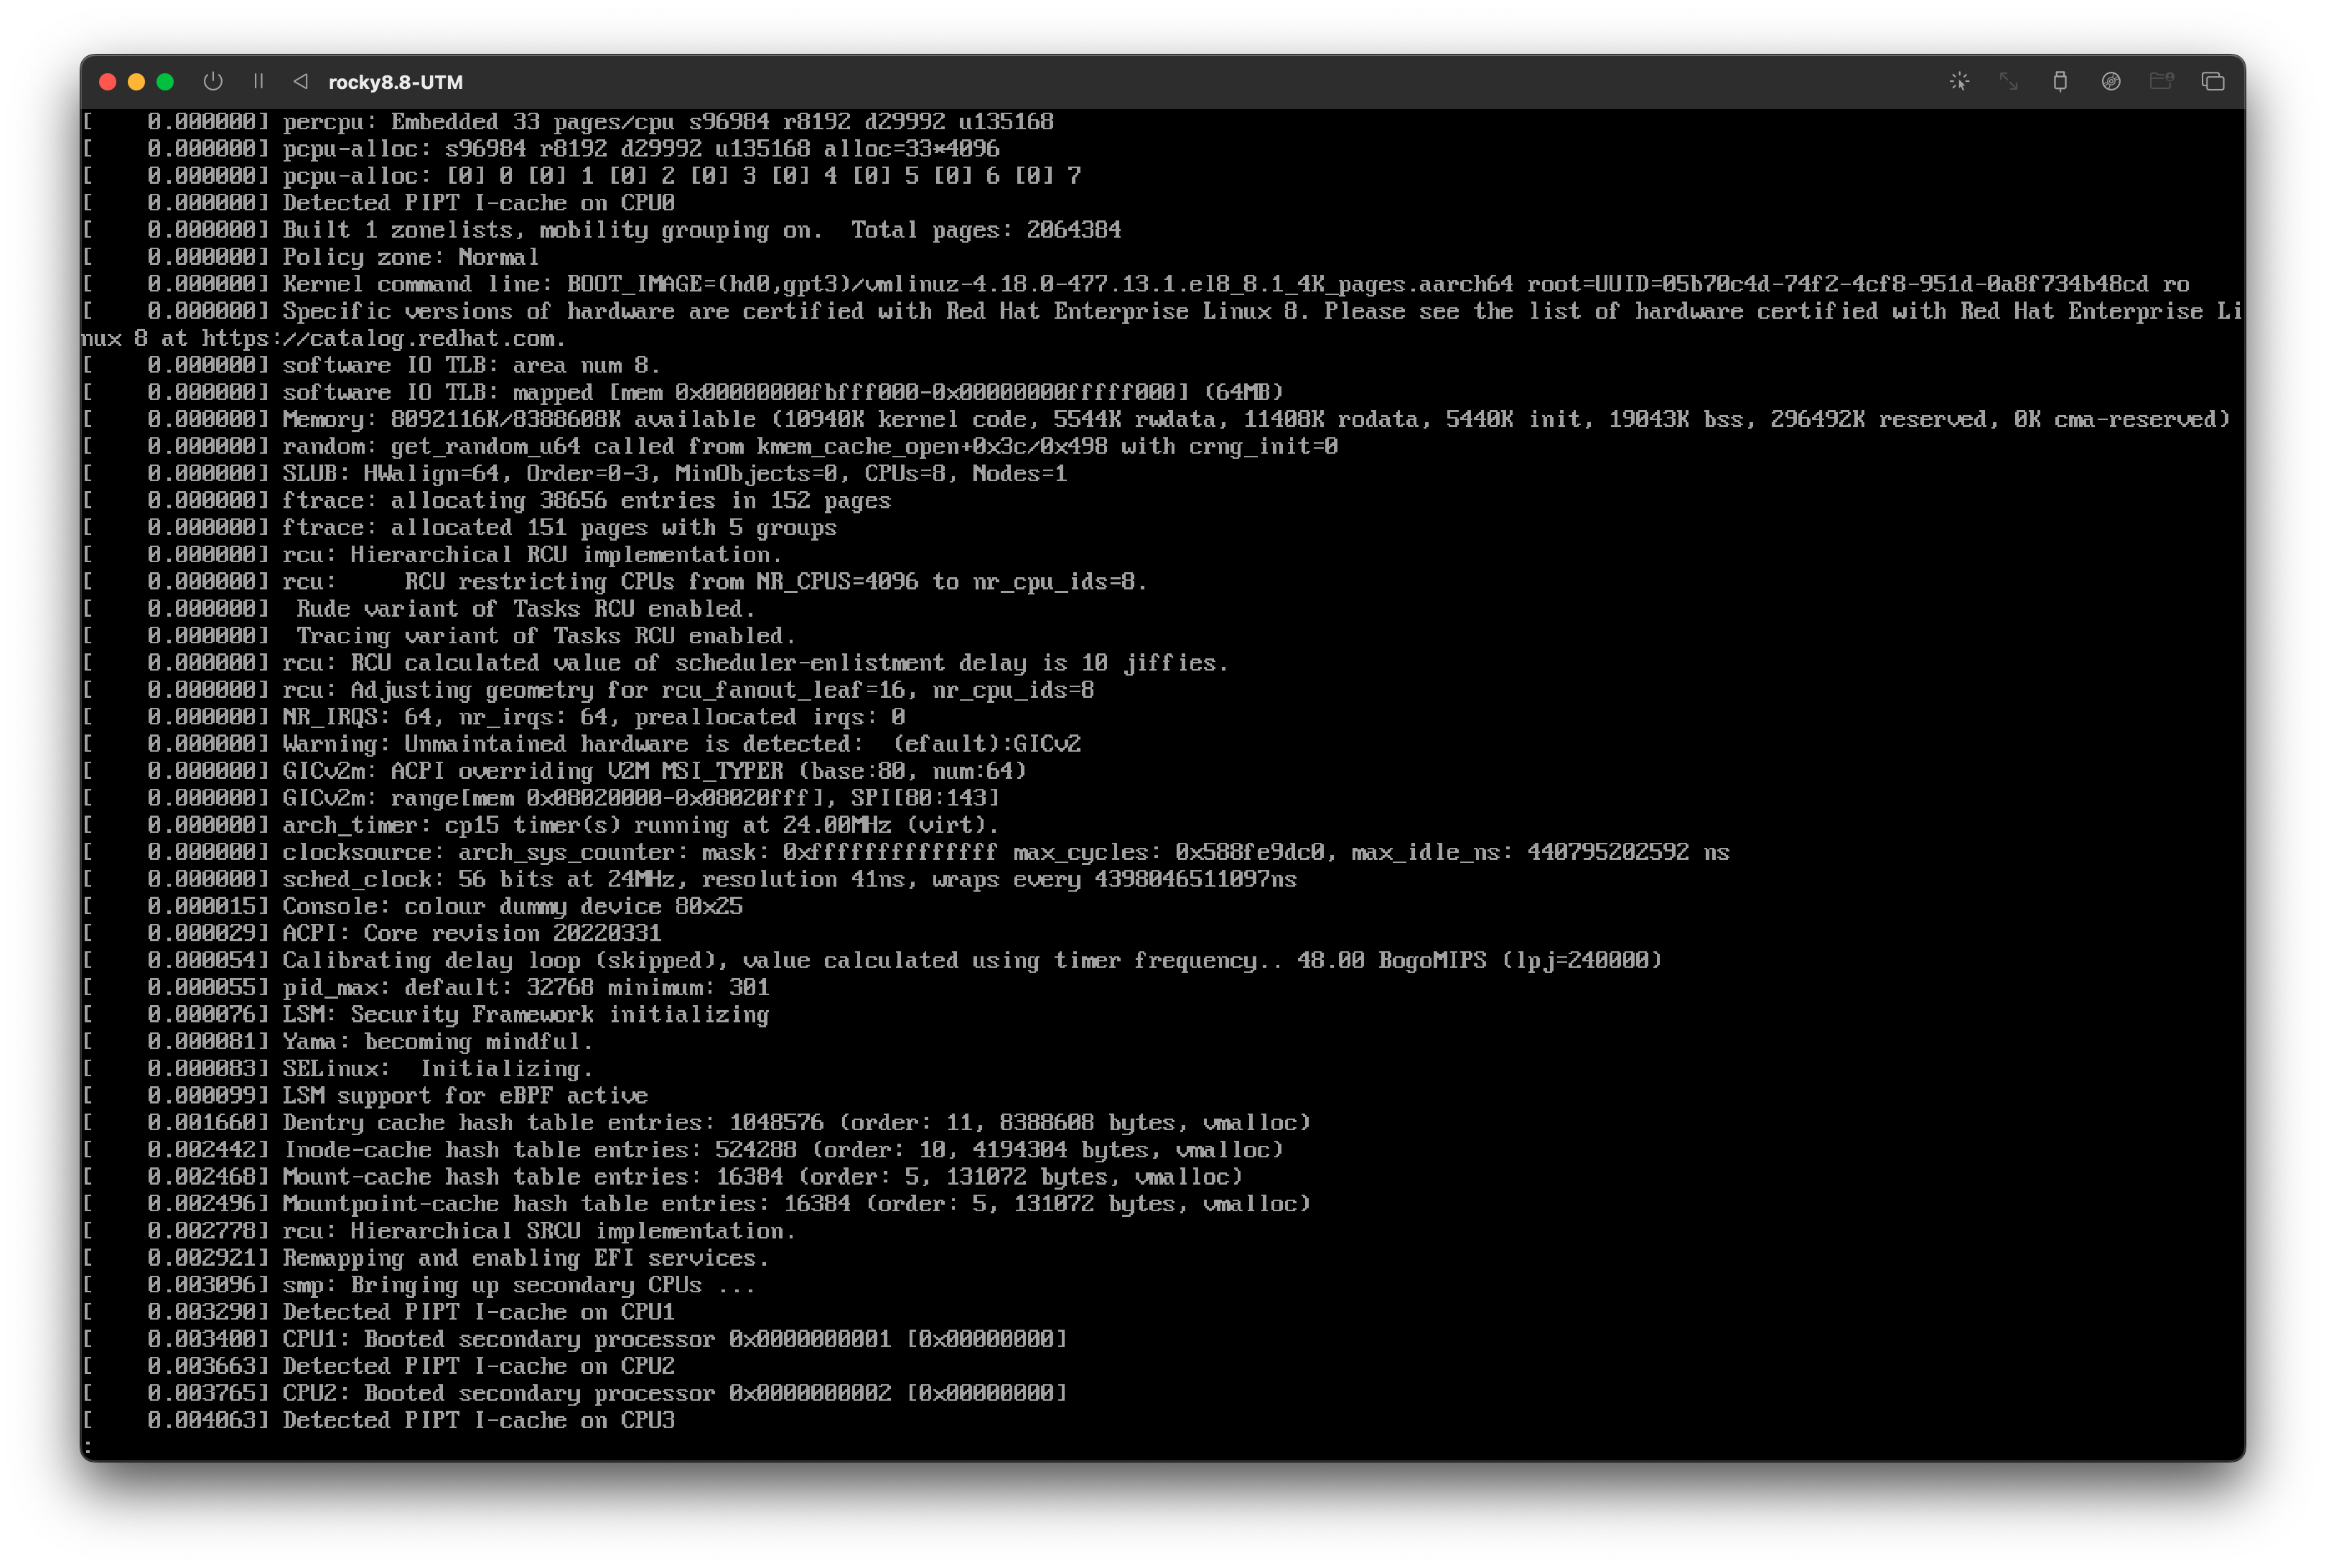 rocky8.8-UTM
[    0.000000] percpu: Embedded 33 pages/cpu s96984 r8192 d29992 u135168
[    0.000000] pcpu-alloc: s96984 r8192 d29992 u135168 alloc=33*4096
[    0.000000] pcpu-alloc: [0] 0 [0] 1 [0] 2 [0] 3 [0] 4 [0] 5 [0] 6 [0] 7
[    0.000000] Detected PIPT I-cache on CPU0
[    0.000000] Built 1 zonelists, mobility grouping on.  Total pages: 2064384
[    0.000000] Policy zone: Normal
[    0.000000] Kernel command line: BOOT_IMAGE=(hd0,gpt3)/vmlinuz-4.18.0-477.13.1.el8_8.1_4K_pages.aarch64 root=UUID=05b70c4d-74f2-4cf8-951d-0a8f734b48cd ro
[    0.000000] Specific versions of hardware are certified with Red Hat Enterprise Linux 8. Please see the list of hardware certified with Red Hat Enterprise Li
nux 8 at https://catalog.redhat.com.
[    0.000000] software IO TLB: area num 8.
[    0.000000] software IO TLB: mapped [mem 0x00000000fbfff000-0x00000000fffff000] (64MB)
[    0.000000] Memory: 8092116K/8388608K available (10940K kernel code, 5544K rwdata, 11408K rodata, 5440K init, 19043K bss, 296492K reserved, 0K cma-reserved)
[    0.000000] random: get_random_u64 called from kmem_cache_open+0x3c/0x498 with crng_init=0
[    0.000000] SLUB: HWalign=64, Order=0-3, MinObjects=0, CPUs=8, Nodes=1
[    0.000000] ftrace: allocating 38656 entries in 152 pages
[    0.000000] ftrace: allocated 151 pages with 5 groups
[    0.000000] rcu: Hierarchical RCU implementation.
[    0.000000] rcu:     RCU restricting CPUs from NR_CPUS=4096 to nr_cpu_ids=8.
[    0.000000]  Rude variant of Tasks RCU enabled.
[    0.000000]  Tracing variant of Tasks RCU enabled.
[    0.000000] rcu: RCU calculated value of scheduler-enlistment delay is 10 jiffies.
[    0.000000] rcu: Adjusting geometry for rcu_fanout_leaf=16, nr_cpu_ids=8
[    0.000000] NR_IRQS: 64, nr_irqs: 64, preallocated irqs: 0
[    0.000000] Warning: Unmaintained hardware is detected:  (efault):GICv2
[    0.000000] GICv2m: ACPI overriding V2M MSI_TYPER (base:80, num:64)
[    0.000000] GICv2m: range[mem 0x08020000-0x08020fff], SPI[80:143]
[    0.000000] arch_timer: cp15 timer(s) running at 24.00MHz (virt).
[    0.000000] clocksource: arch_sys_counter: mask: 0xffffffffffffff max_cycles: 0x588fe9dc0, max_idle_ns: 440795202592 ns
[    0.000000] sched_clock: 56 bits at 24MHz, resolution 41ns, wraps every 4398046511097ns
[    0.000015] Console: colour dummy device 80x25
[    0.000029] ACPI: Core revision 20220331
[    0.000054] Calibrating delay loop (skipped), value calculated using timer frequency.. 48.00 BogoMIPS (lpj=240000)
[    0.000055] pid_max: default: 32768 minimum: 301
[    0.000076] LSM: Security Framework initializing
[    0.000081] Yama: becoming mindful.
[    0.000083] SELinux:  Initializing.
[    0.000099] LSM support for eBPF active
[    0.001660] Dentry cache hash table entries: 1048576 (order: 11, 8388608 bytes, vmalloc)
[    0.002442] Inode-cache hash table entries: 524288 (order: 10, 4194304 bytes, vmalloc)
[    0.002468] Mount-cache hash table entries: 16384 (order: 5, 131072 bytes, vmalloc)
[    0.002496] Mountpoint-cache hash table entries: 16384 (order: 5, 131072 bytes, vmalloc)
[    0.002778] rcu: Hierarchical SRCU implementation.
[    0.002921] Remapping and enabling EFI services.
[    0.003096] smp: Bringing up secondary CPUs ...
[    0.003290] Detected PIPT I-cache on CPU1
[    0.003400] CPU1: Booted secondary processor 0x0000000001 [0x00000000]
[    0.003663] Detected PIPT I-cache on CPU2
[    0.003765] CPU2: Booted secondary processor 0x0000000002 [0x00000000]
[    0.004063] Detected PIPT I-cache on CPU3
: